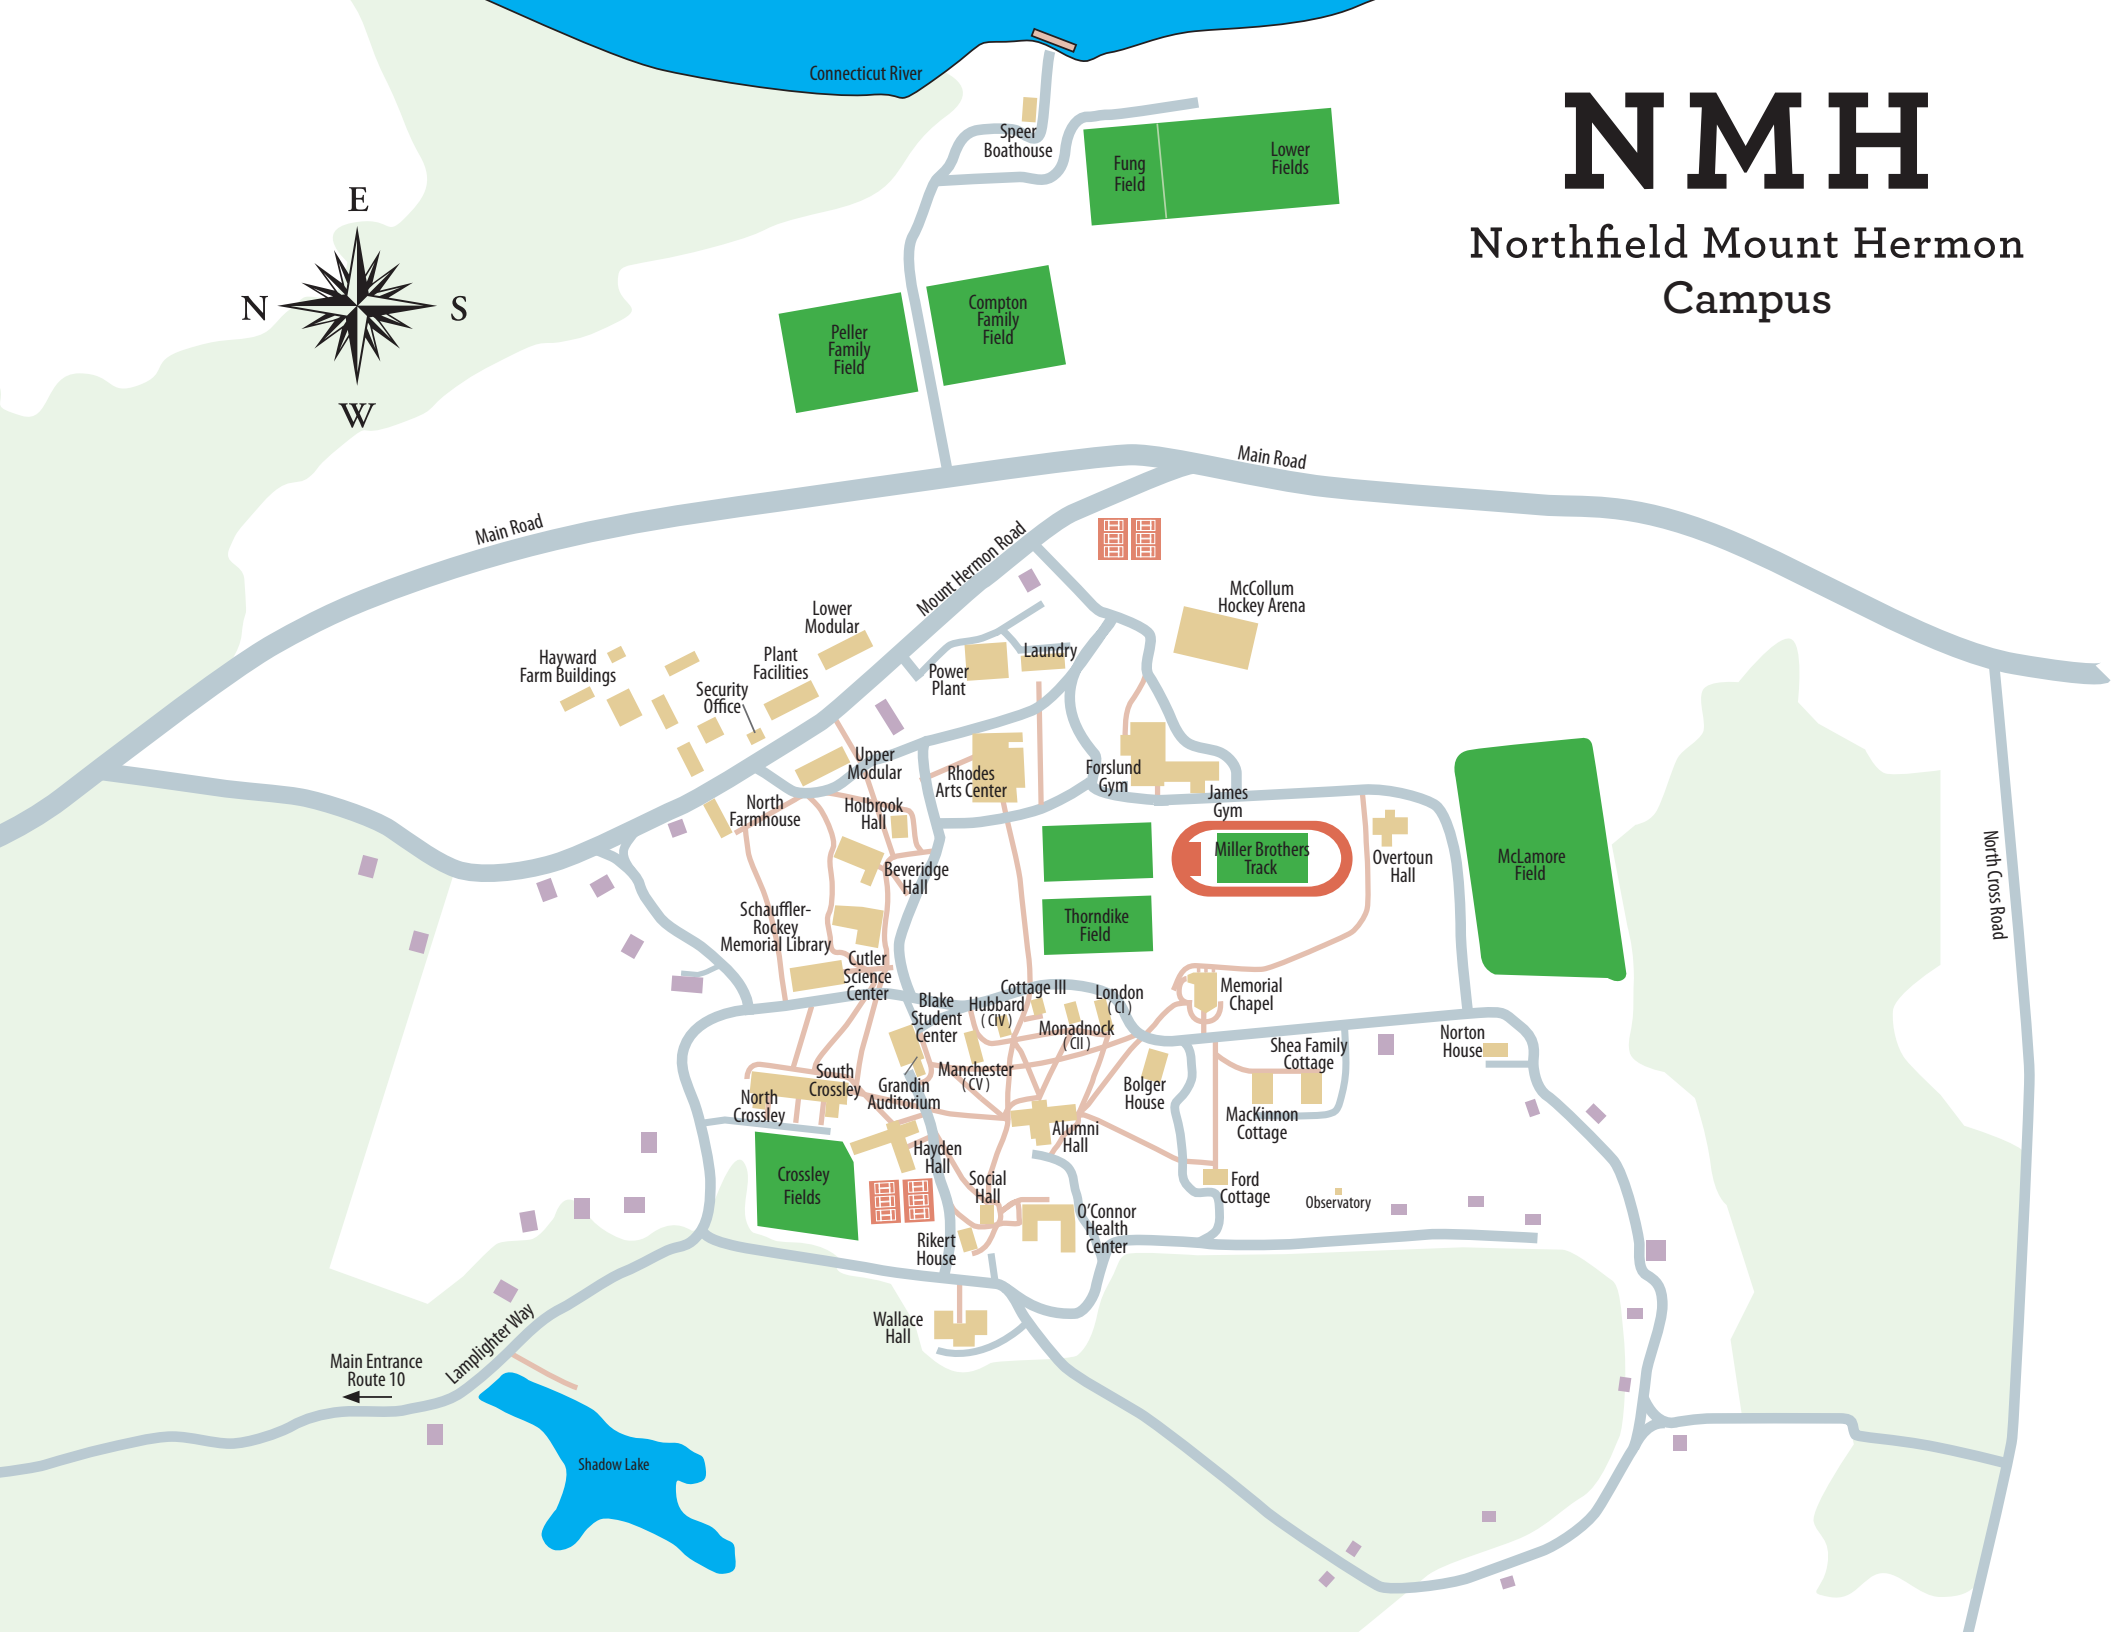 NMH
Northfield Mount Hermon
Campus
E
N
S
W
Connecticut River
Speer
Boathouse
Fung
Field
Lower
Fields
Peller
Family
Field
Compton
Family
Field
Main Road
Main Road
Mount Hermon Road
McCollum
Hockey Arena
Lower
Modular
Hayward
Farm Buildings
Plant
Facilities
Security
Office
Power
Plant
Laundry
Upper
Modular
Rhodes
Arts Center
Forslund
Gym
James
Gym
North
Farmhouse
Holbrook
Hall
Beveridge
Hall
Miller Brothers
Track
Overtoun
Hall
McLamore
Field
North Cross Road
Schauffler-
Rockey
Memorial Library
Thorndike
Field
Cutler
Science
Center
Blake
Student
Center
Hubbard
( CIV )
Cottage III
London
( CI )
Monadnock
( CII )
Memorial
Chapel
Norton
House
Shea Family
Cottage
South
Crossley
North
Crossley
Grandin
Auditorium
Manchester
( CV )
Bolger
House
MacKinnon
Cottage
Alumni
Hall
Hayden
Hall
Crossley
Fields
Social
Hall
Ford
Cottage
Observatory
O'Connor
Health
Center
Rikert
House
Wallace
Hall
Lamplighter Way
Main Entrance
Route 10
Shadow Lake